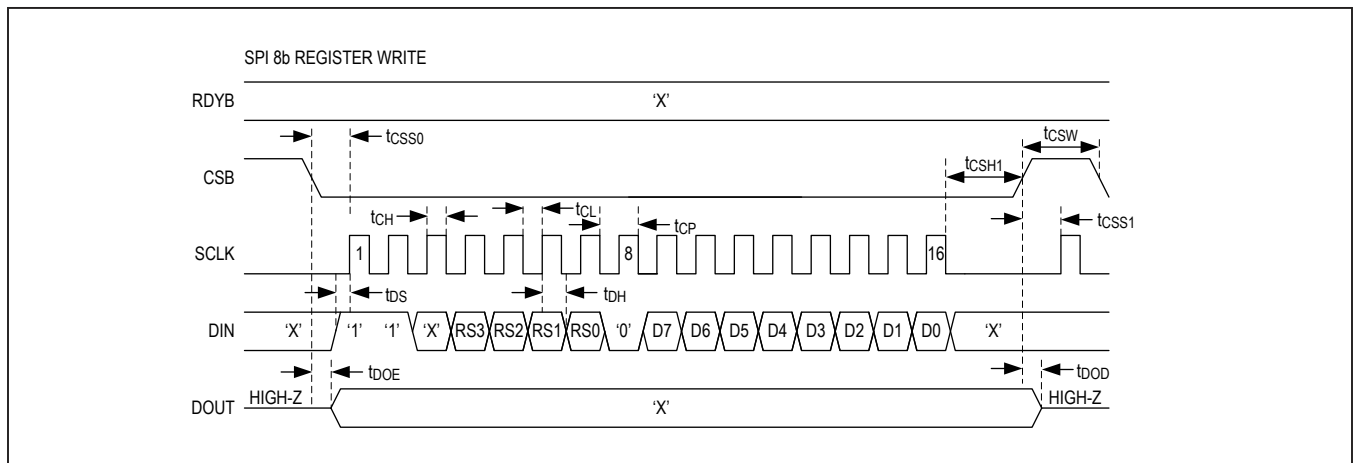 SPI 8b REGISTER WRITE
RDYB ‘X’
tCSS0 tCSW
CSB tCSH1
tCH tCL tCP tCSS1
SCLK 1 8 16
tDS tDH
DIN ‘X’ ‘1’ ‘1’ ‘X’ RS3 RS2 RS1 RS0 ‘0’ D7 D6 D5 D4 D3 D2 D1 D0 ‘X’
tDOE tDOD
DOUT HIGH-Z ‘X’ HIGH-Z